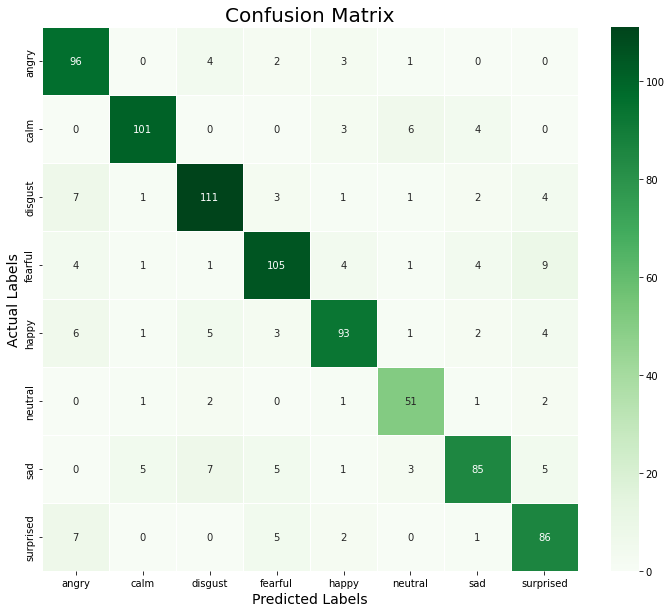 Confusion Matrix
Actual Labels
angry 96 0 4 2 3 1 0 0
calm 0 101 0 0 3 6 4 0
disgust 7 1 111 3 1 1 2 4
fearful 4 1 1 105 4 1 4 9
happy 6 1 5 3 93 1 2 4
neutral 0 1 2 0 1 51 1 2
sad 0 5 7 5 1 3 85 5
surprised 7 0 0 5 2 0 1 86
angry calm disgust fearful happy neutral sad surprised
Predicted Labels
100
80
60
40
20
0